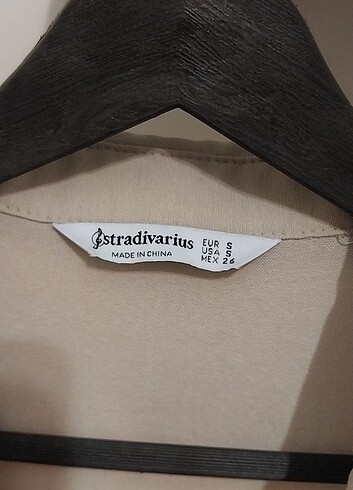 stradivarius
MADE IN CHINA
EUR S
USA S
MEX 26